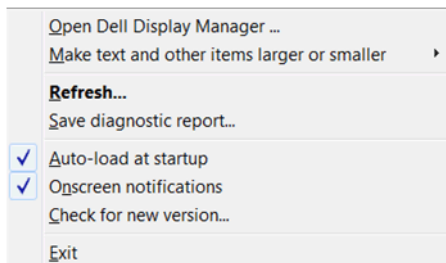 Open Dell Display Manager ...
Make text and other items larger or smaller
Refresh...
Save diagnostic report...
Auto-load at startup
Onscreen notifications
Check for new version...
Exit